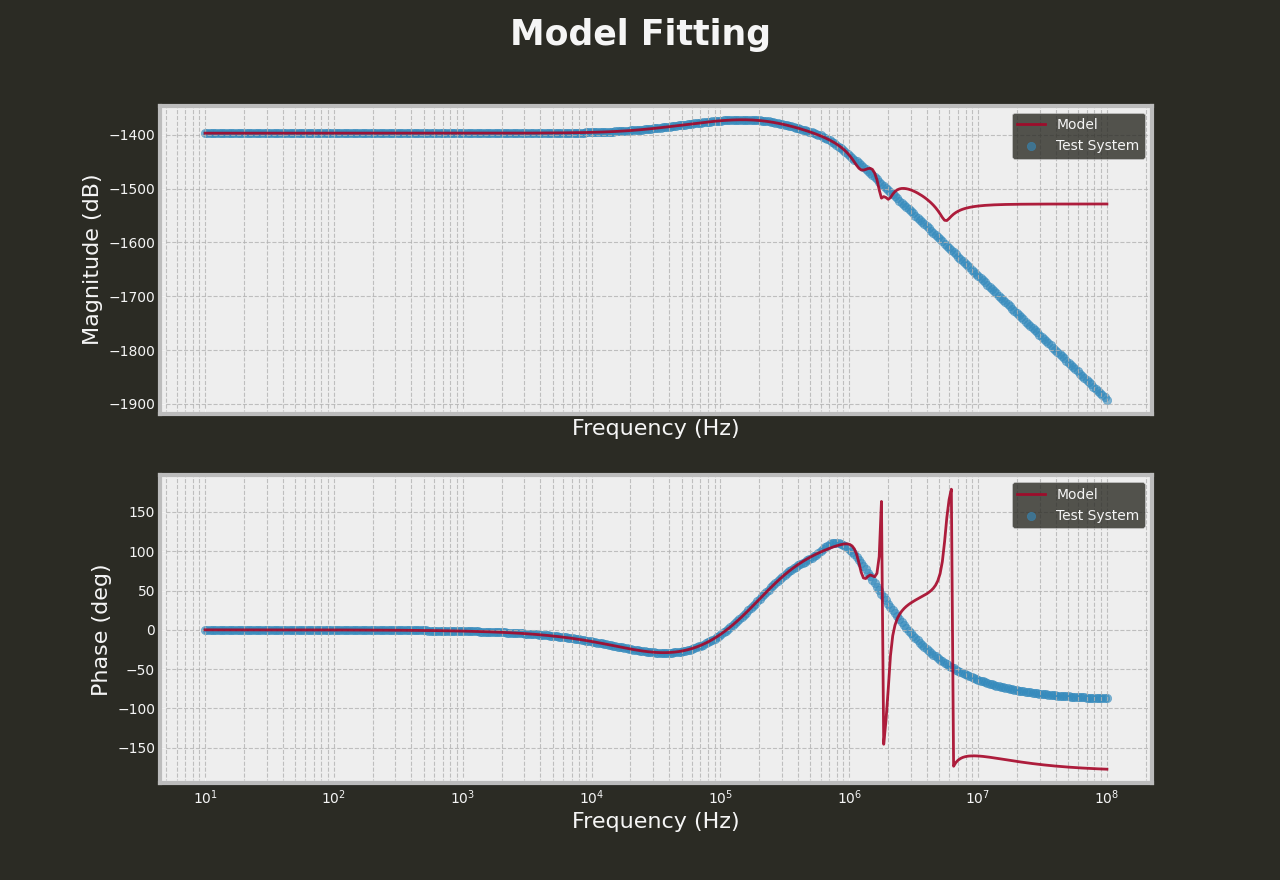 Model Fitting
Magnitude (dB)
−1400
−1500
−1600
−1700
−1800
−1900
Model
Test System
Frequency (Hz)
Phase (deg)
150
100
50
0
−50
−100
−150
Model
Test System
10¹ 10² 10³ 10⁴ 10⁵ 10⁶ 10⁷ 10⁸
Frequency (Hz)